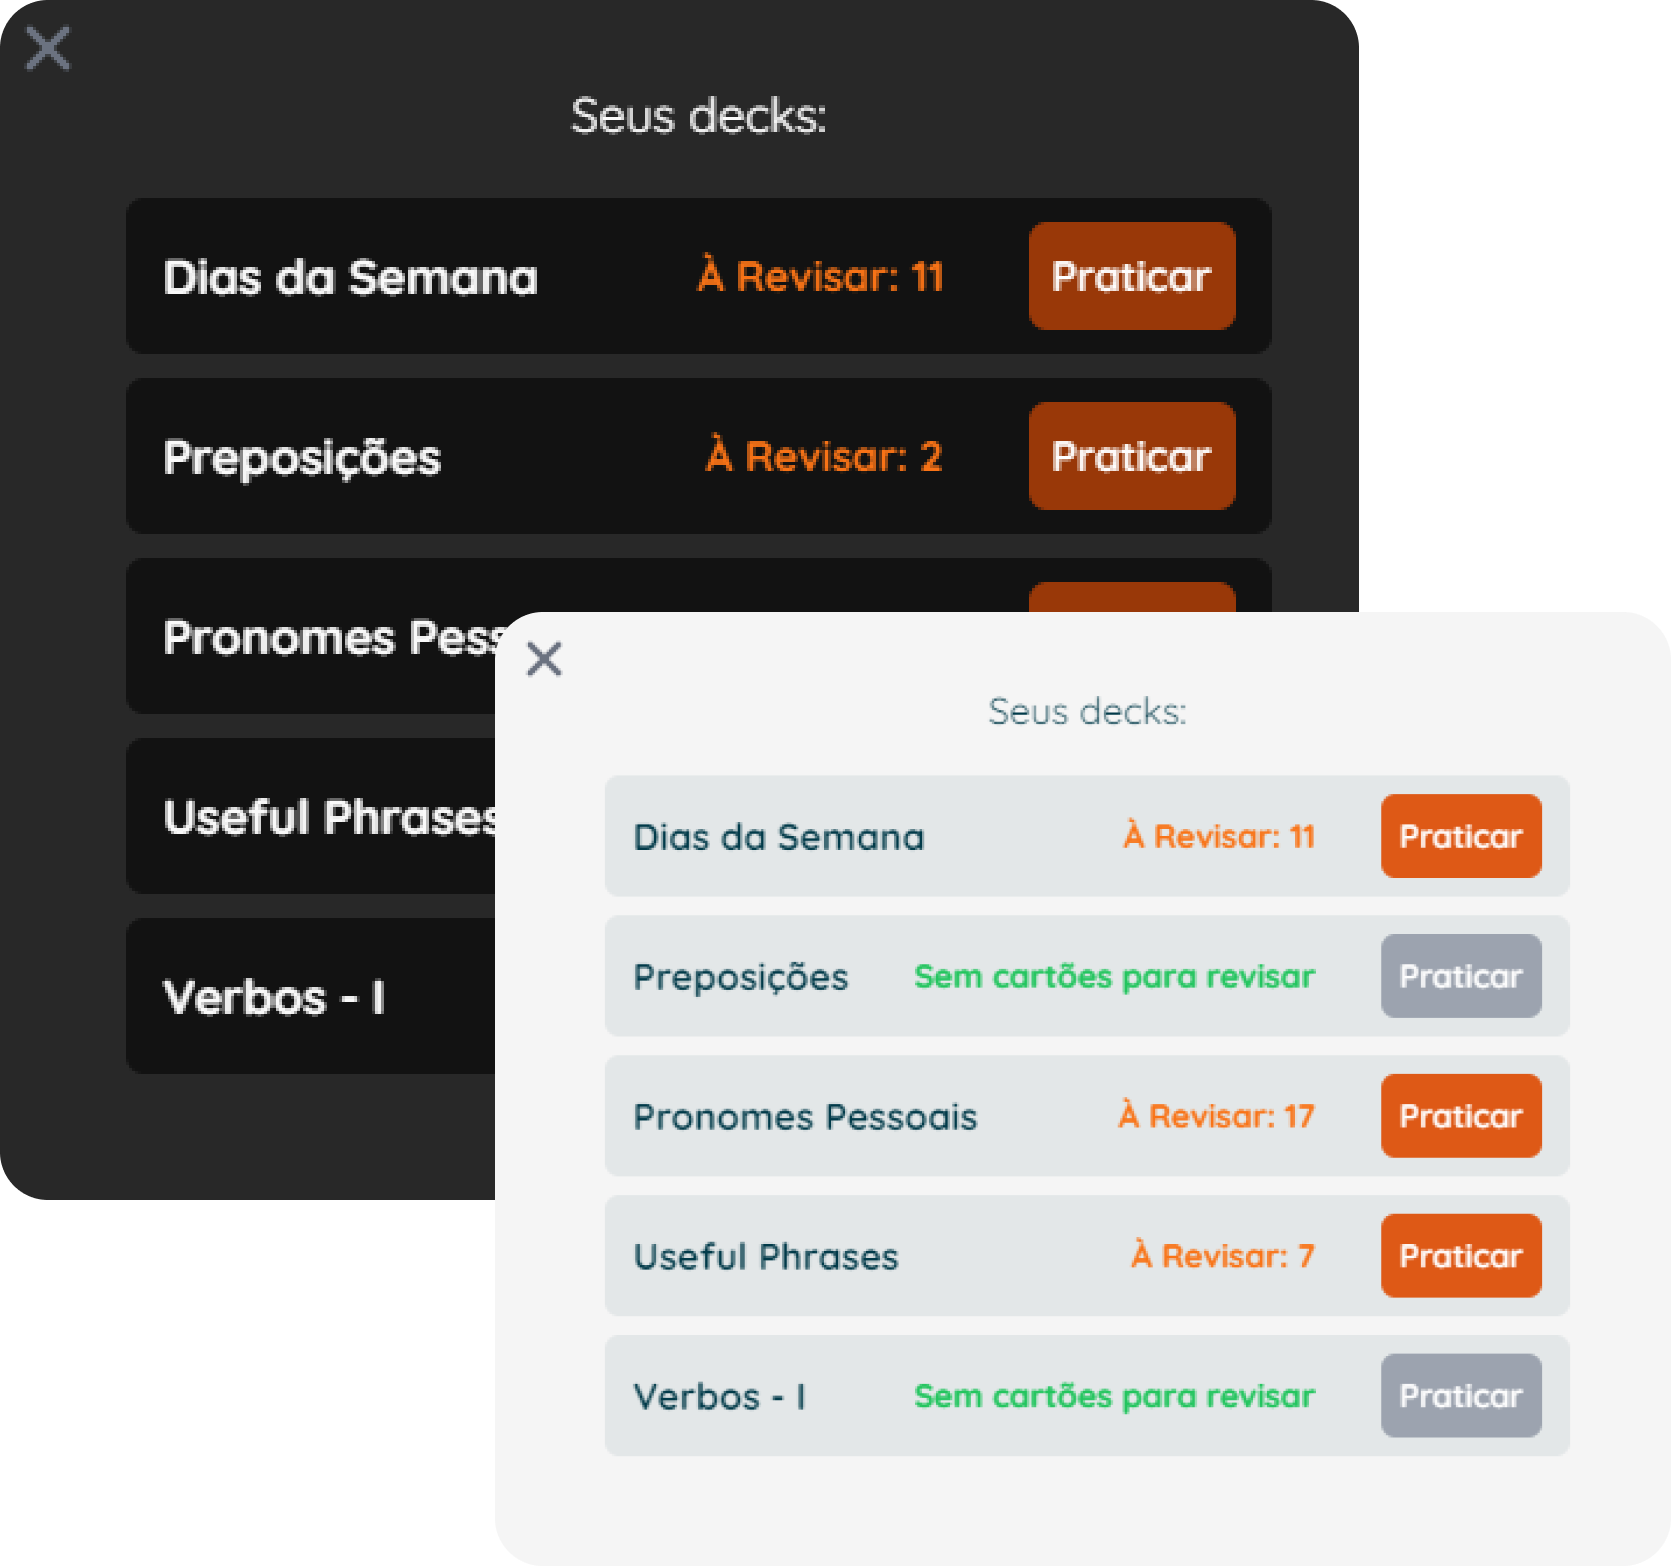 Seus decks:
Dias da Semana À Revisar: 11 Praticar
Preposições À Revisar: 2 Praticar
Pronomes Pess
Useful Phrases
Verbos - I
Seus decks:
Dias da Semana À Revisar: 11 Praticar
Preposições Sem cartões para revisar Praticar
Pronomes Pessoais À Revisar: 17 Praticar
Useful Phrases À Revisar: 7 Praticar
Verbos - I Sem cartões para revisar Praticar